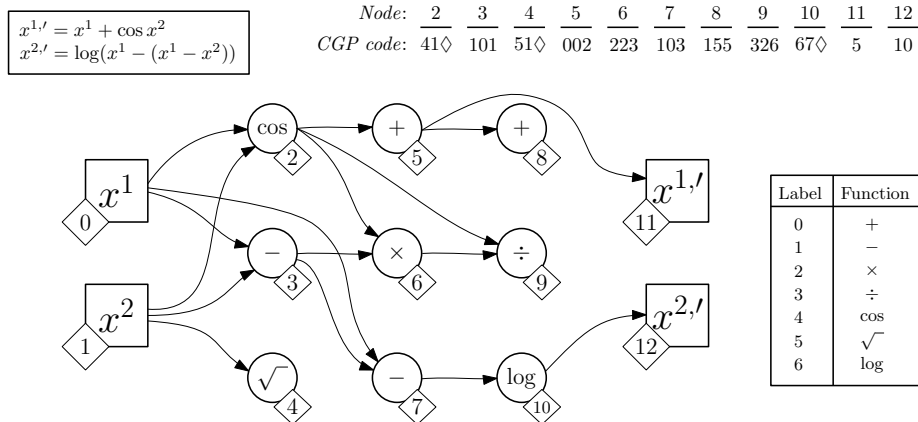 x^{1,′} = x^1 + cos x^2
x^{2,′} = log(x^1 − (x^1 − x^2))
Node: 2 3 4 5 6 7 8 9 10 11 12
CGP code: 41◊ 101 51◊ 002 223 103 155 326 67◊ 5 10
cos
2
+
5
+
8
x^1
0
x^{1,′}
11
−
3
×
6
÷
9
x^2
1
x^{2,′}
12
√
4
−
7
log
10
Label Function
0 +
1 −
2 ×
3 ÷
4 cos
5 √
6 log